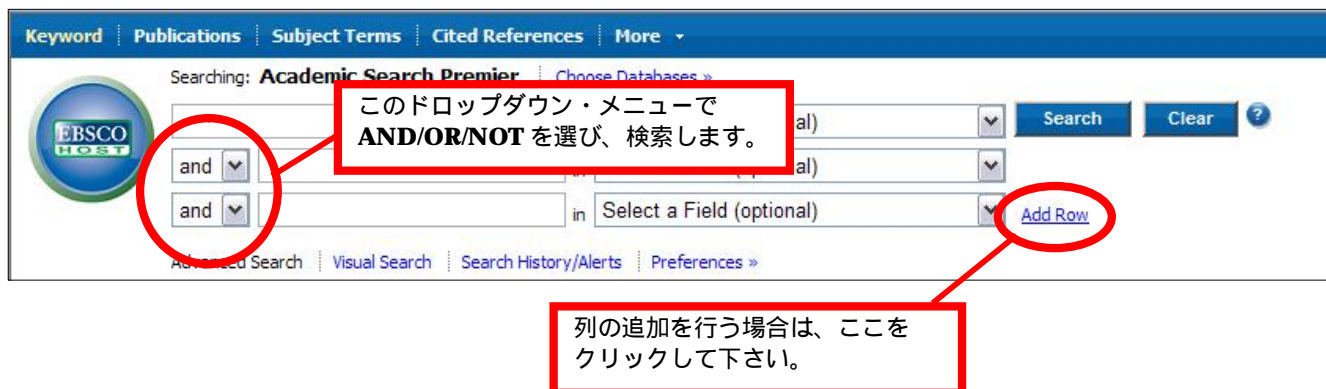 Keyword Publications Subject Terms Cited References More
Searching: Academic Search Premier Choose Databases »
このドロップダウン・メニューで
AND/OR/NOT を選び、検索します。
al) Search Clear ?
EBSCO
HOST
and al)
and in Select a Field (optional) Add Row
Advanced Search Visual Search Search History/Alerts Preferences »
列の追加を行う場合は、ここを
クリックして下さい。